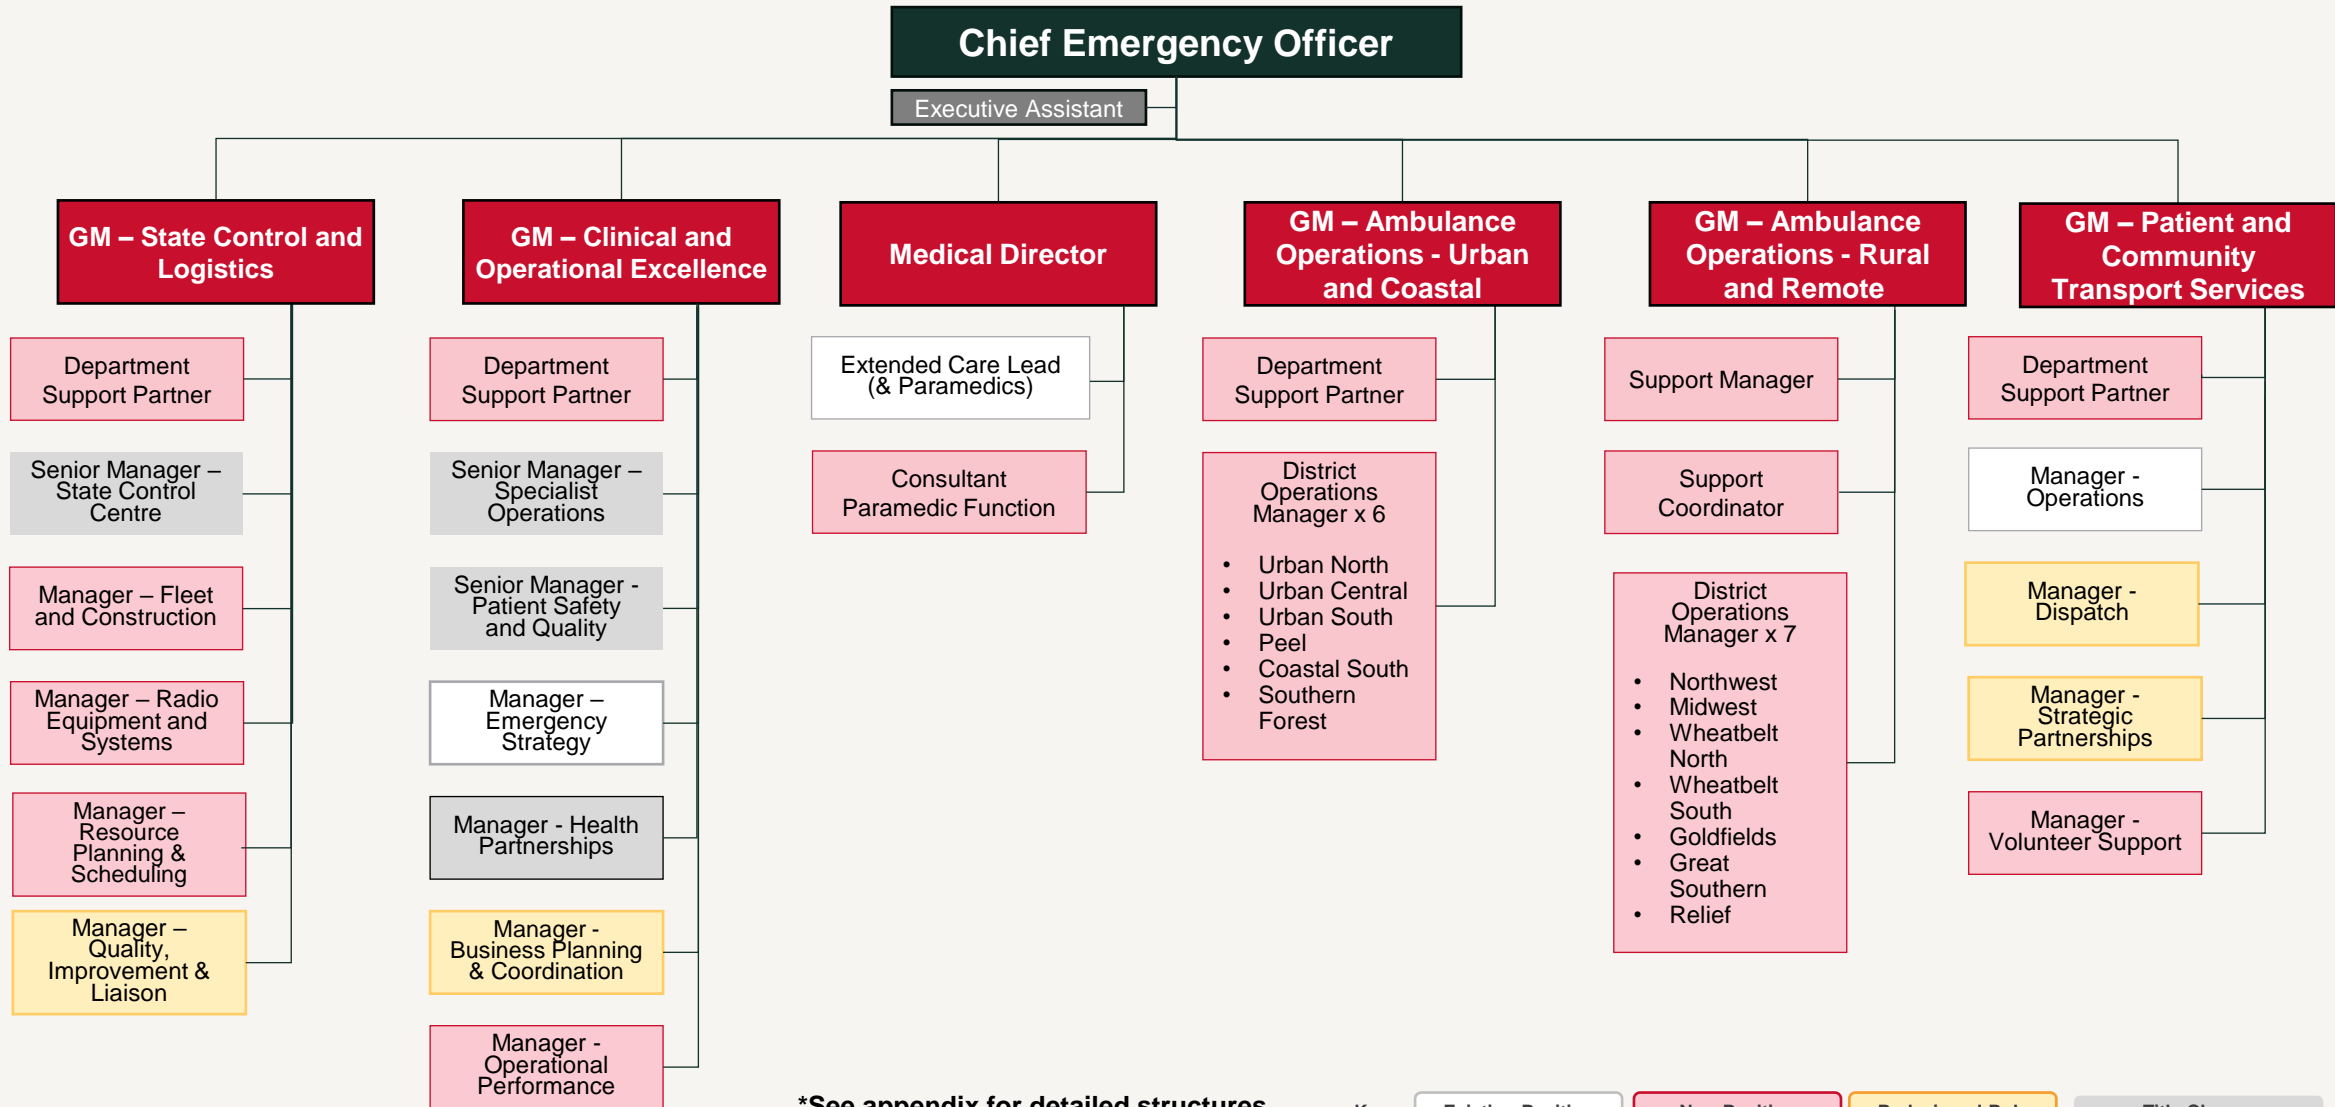 Chief Emergency Officer
Executive Assistant
GM – State Control and
Logistics
Department
Support Partner
Senior Manager –
State Control
Centre
Manager – Fleet
and Construction
Manager – Radio
Equipment and
Systems
Manager –
Resource
Planning &
Scheduling
Manager –
Quality,
Improvement &
Liaison
GM – Clinical and
Operational Excellence
Department
Support Partner
Senior Manager –
Specialist
Operations
Senior Manager -
Patient Safety
and Quality
Manager –
Emergency
Strategy
Manager - Health
Partnerships
Manager -
Business Planning
& Coordination
Manager -
Operational
Performance
Medical Director
Extended Care Lead
(& Paramedics)
Consultant
Paramedic Function
GM – Ambulance
Operations - Urban
and Coastal
Department
Support Partner
District
Operations
Manager x 6
• Urban North
• Urban Central
• Urban South
• Peel
• Coastal South
• Southern
Forest
GM – Ambulance
Operations - Rural
and Remote
Support Manager
Support
Coordinator
District
Operations
Manager x 7
• Northwest
• Midwest
• Wheatbelt
North
• Wheatbelt
South
• Goldfields
• Great
Southern
• Relief
GM – Patient and
Community
Transport Services
Department
Support Partner
Manager -
Operations
Manager -
Dispatch
Manager -
Strategic
Partnerships
Manager -
Volunteer Support
*See appendix for detailed structures